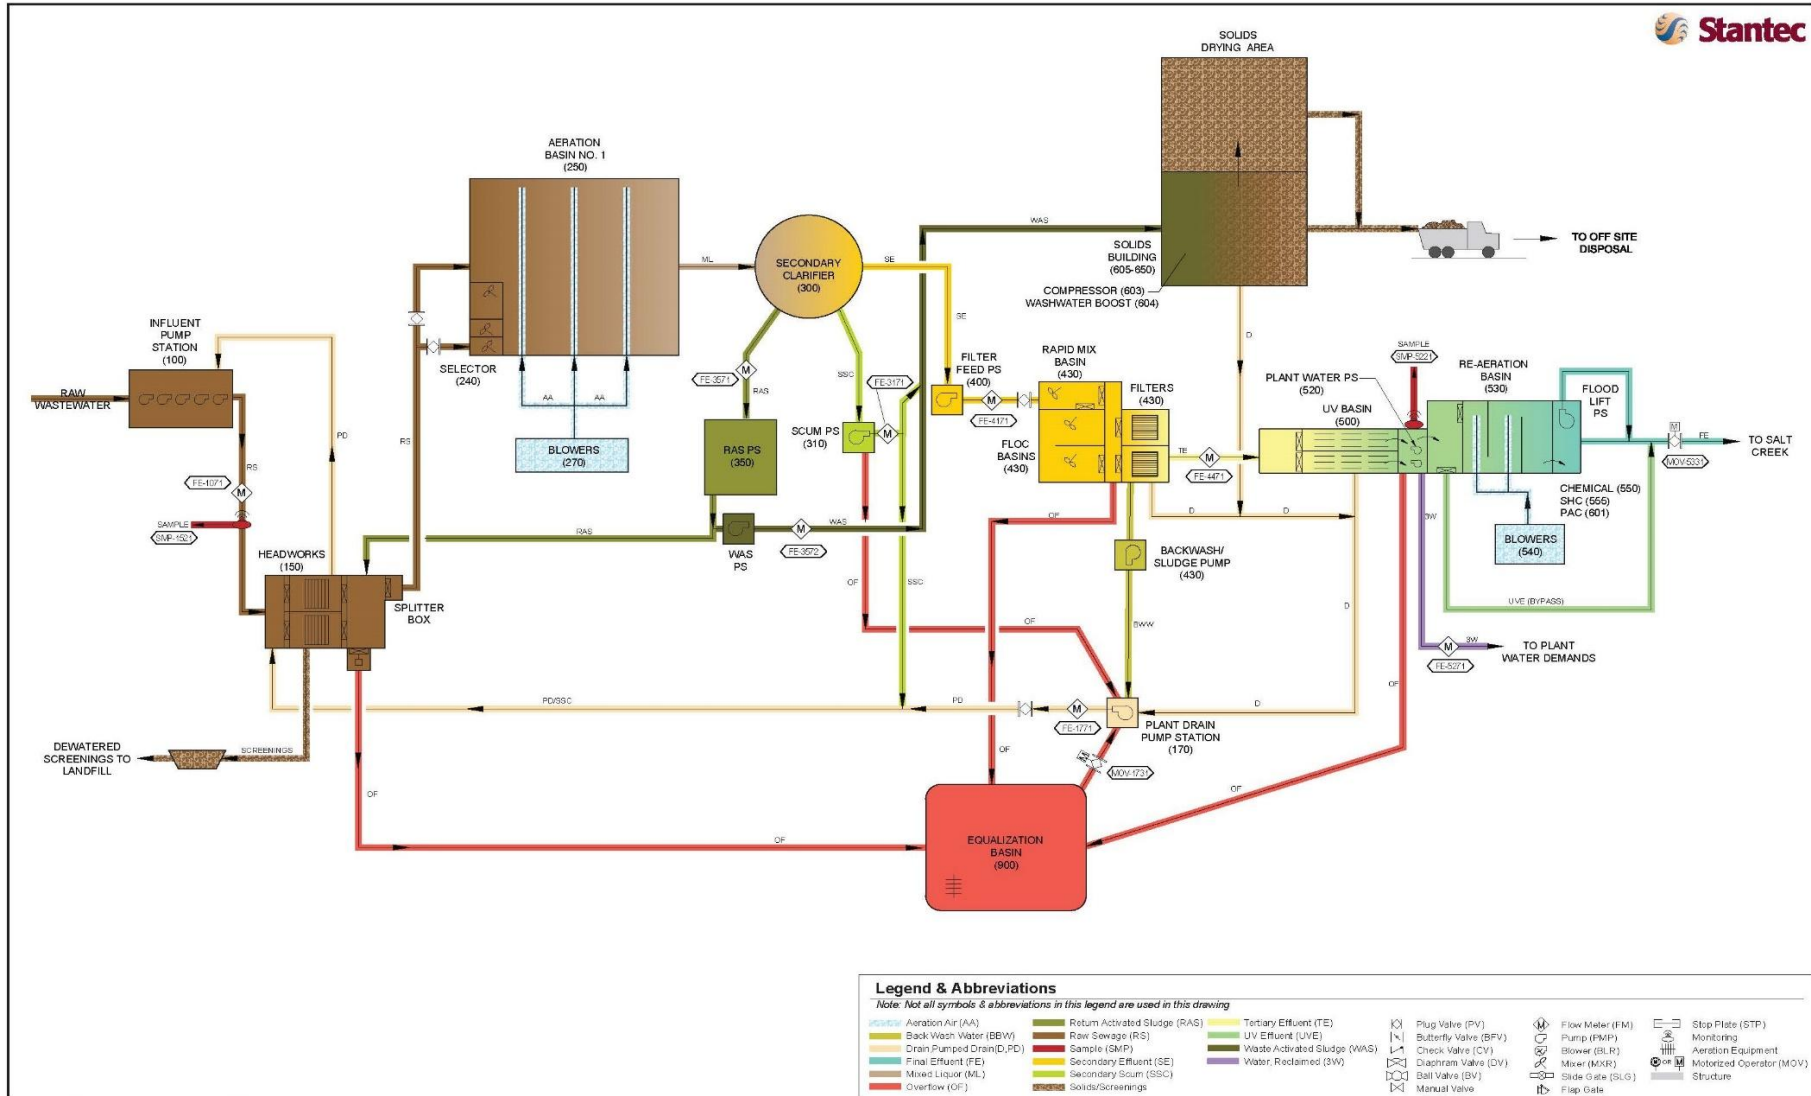 Stantec
SOLIDS
DRYING AREA
AERATION
BASIN NO. 1
(250)
WAS
SOLIDS
BUILDING
(605-650)
COMPRESSOR (603)
WASHWATER BOOST (604)
TO OFF SITE
DISPOSAL
ML
SECONDARY
CLARIFIER
(300)
SE
SE
INFLUENT
PUMP
STATION
(100)
RAW
WASTEWATER
PD
RS
RS
SELECTOR
(240)
AA
AA
BLOWERS
(270)
FE-3571
RAS
SSC
FE-3171
SCUM PS
(310)
RAS PS
(350)
FILTER
FEED PS
(400)
FE-4171
RAPID MIX
BASIN
(430)
FILTERS
(430)
FLOC
BASINS
(430)
TE
FE-4471
D
SAMPLE
SMP-5221
PLANT WATER PS
(520)
UV BASIN
(500)
RE-AERATION
BASIN
(530)
FLOOD
LIFT
PS
FE
MOV-5331
TO SALT
CREEK
CHEMICAL (550)
SHC (555)
PAC (601)
BLOWERS
(540)
UVE (BYPASS)
3W
3W
FE-5271
TO PLANT
WATER DEMANDS
FE-1071
SAMPLE
SMP-1521
HEADWORKS
(150)
SPLITTER
BOX
RAS
WAS
PS
WAS
FE-3572
OF
SSC
OF
OF
D
D
D
D
BACKWASH/
SLUDGE PUMP
(430)
BWW
PD/SSC
PD
FE-1771
PLANT DRAIN
PUMP STATION
(170)
MOV-1731
DEWATERED
SCREENINGS TO
LANDFILL
SCREENINGS
OF
OF
OF
OF
OF
EQUALIZATION
BASIN
(900)
Legend & Abbreviations
Note: Not all symbols & abbreviations in this legend are used in this drawing
Aeration Air (AA)
Back Wash Water (BBW)
Drain,Pumped Drain(D,PD)
Final Effluent (FE)
Mixed Liquor (ML)
Overflow (OF)
Return Activated Sludge (RAS)
Raw Sewage (RS)
Sample (SMP)
Secondary Effluent (SE)
Secondary Scum (SSC)
Solids/Screenings
Tertiary Effluent (TE)
UV Effluent (UVE)
Waste Activated Sludge (WAS)
Water, Reclaimed (3W)
Plug Valve (PV)
Butterfly Valve (BFV)
Check Valve (CV)
Diaphram Valve (DV)
Ball Valve (BV)
Manual Valve
Flow Meter (FM)
Pump (PMP)
Blower (BLR)
Mixer (MXR)
Slide Gate (SLG)
Flap Gate
Stop Plate (STP)
Monitoring
Aeration Equipment
OR
Motorized Operator (MOV)
Structure